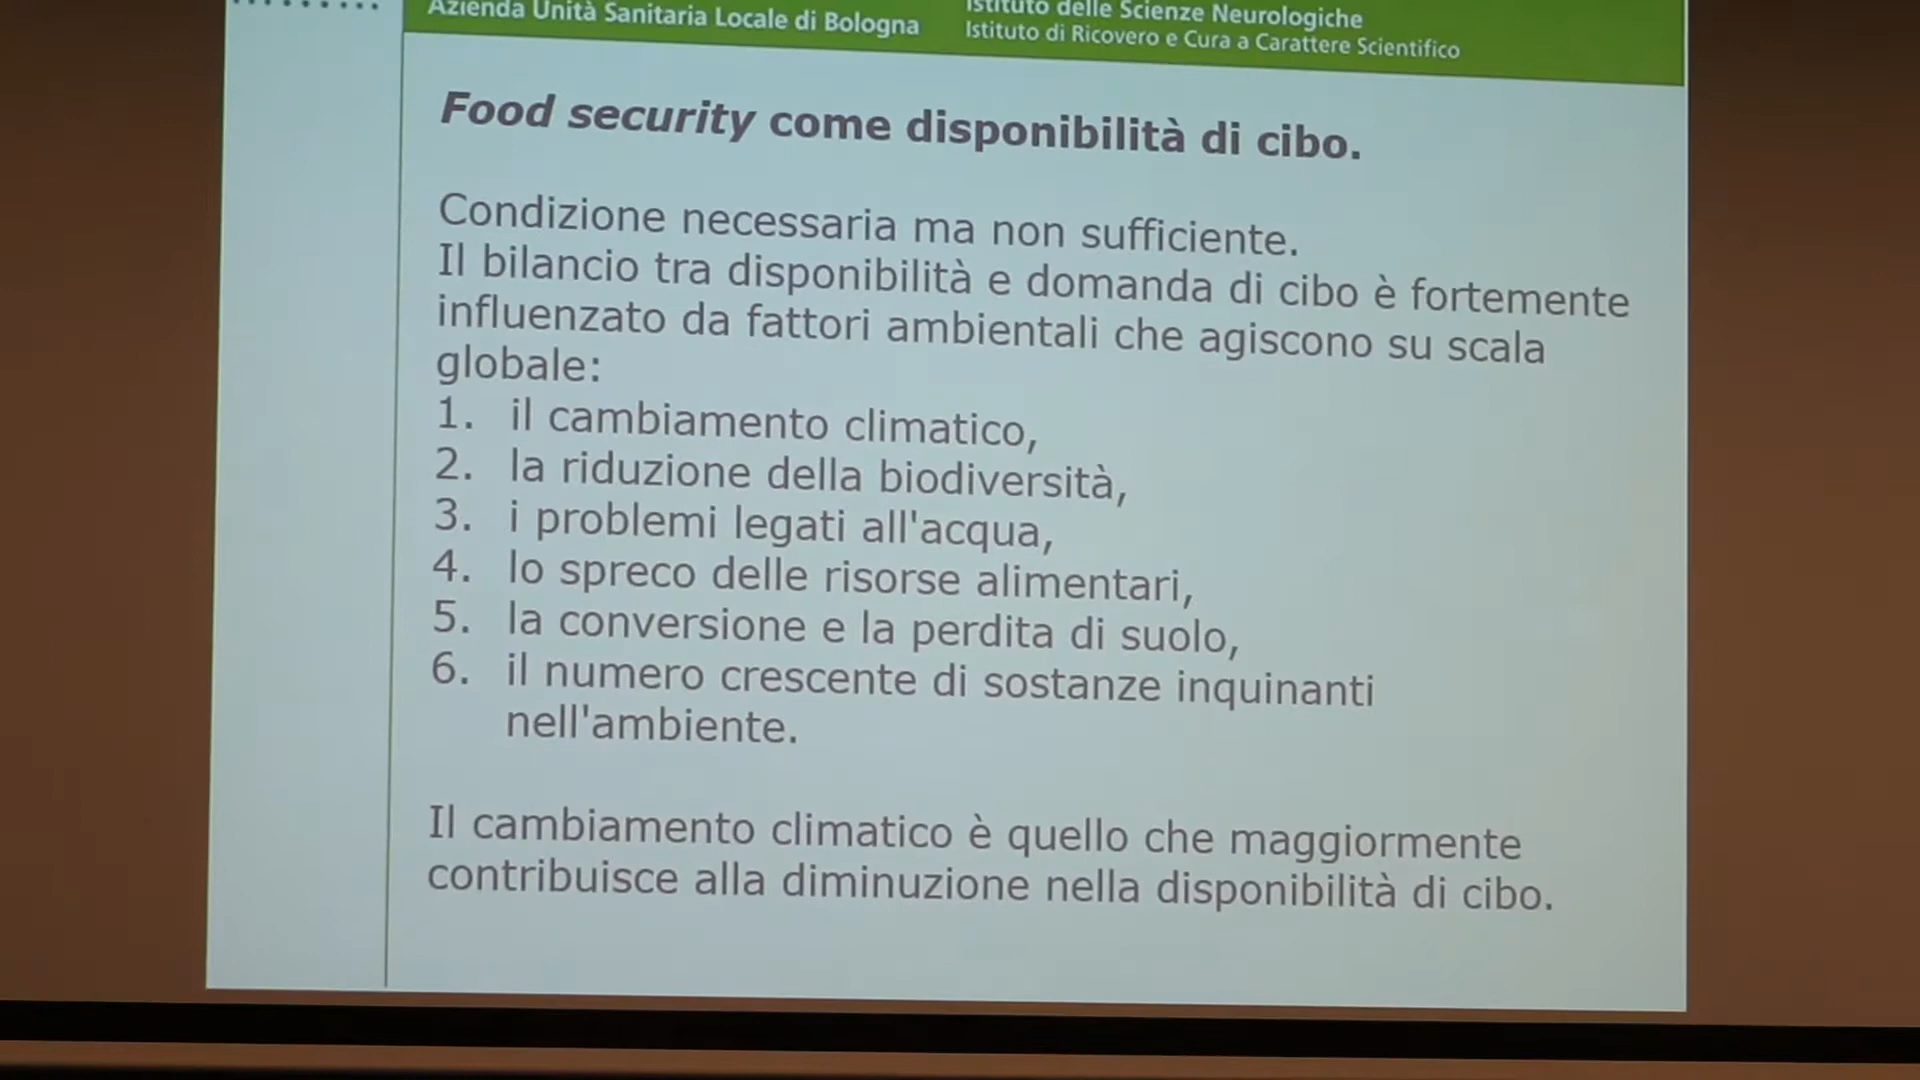 Azienda Unità Sanitaria Locale di Bologna
Istituto delle Scienze Neurologiche
Istituto di Ricovero e Cura a Carattere Scientifico
Food security come disponibilità di cibo.
Condizione necessaria ma non sufficiente.
Il bilancio tra disponibilità e domanda di cibo è fortemente
influenzato da fattori ambientali che agiscono su scala
globale:
1. il cambiamento climatico,
2. la riduzione della biodiversità,
3. i problemi legati all'acqua,
4. lo spreco delle risorse alimentari,
5. la conversione e la perdita di suolo,
6. il numero crescente di sostanze inquinanti
nell'ambiente.
Il cambiamento climatico è quello che maggiormente
contribuisce alla diminuzione nella disponibilità di cibo.